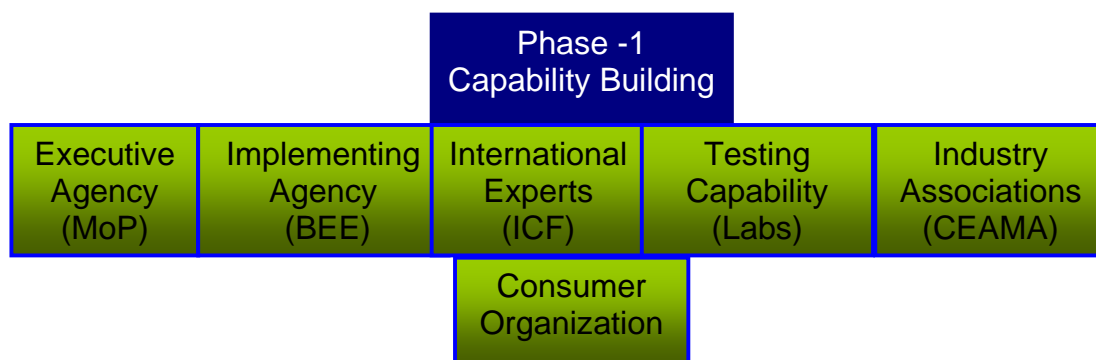 Phase -1
Capability Building
Executive
Agency
(MoP)
Implementing
Agency
(BEE)
International
Experts
(ICF)
Testing
Capability
(Labs)
Industry
Associations
(CEAMA)
Consumer
Organization